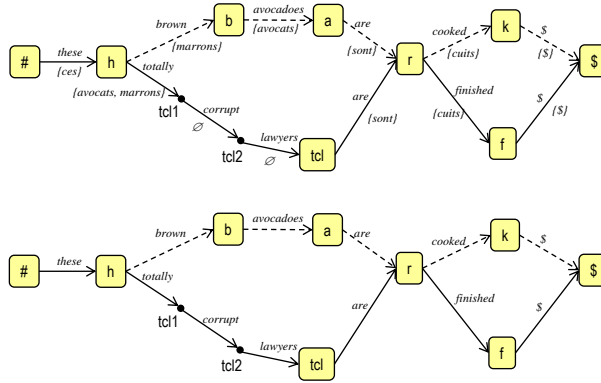 brown avocadoes are cooked $
{marrons} {avocats} {sont} {cuits} {$}
# these h b a r k $
{ces} totally are finished $
{avocats, marrons} {sont} {cuits} {$}
tcl1 corrupt
∅ lawyers
tcl2 ∅ tcl f
brown avocadoes are cooked $
# these h b a r k $
totally are finished $
tcl1 corrupt
lawyers
tcl2 tcl f